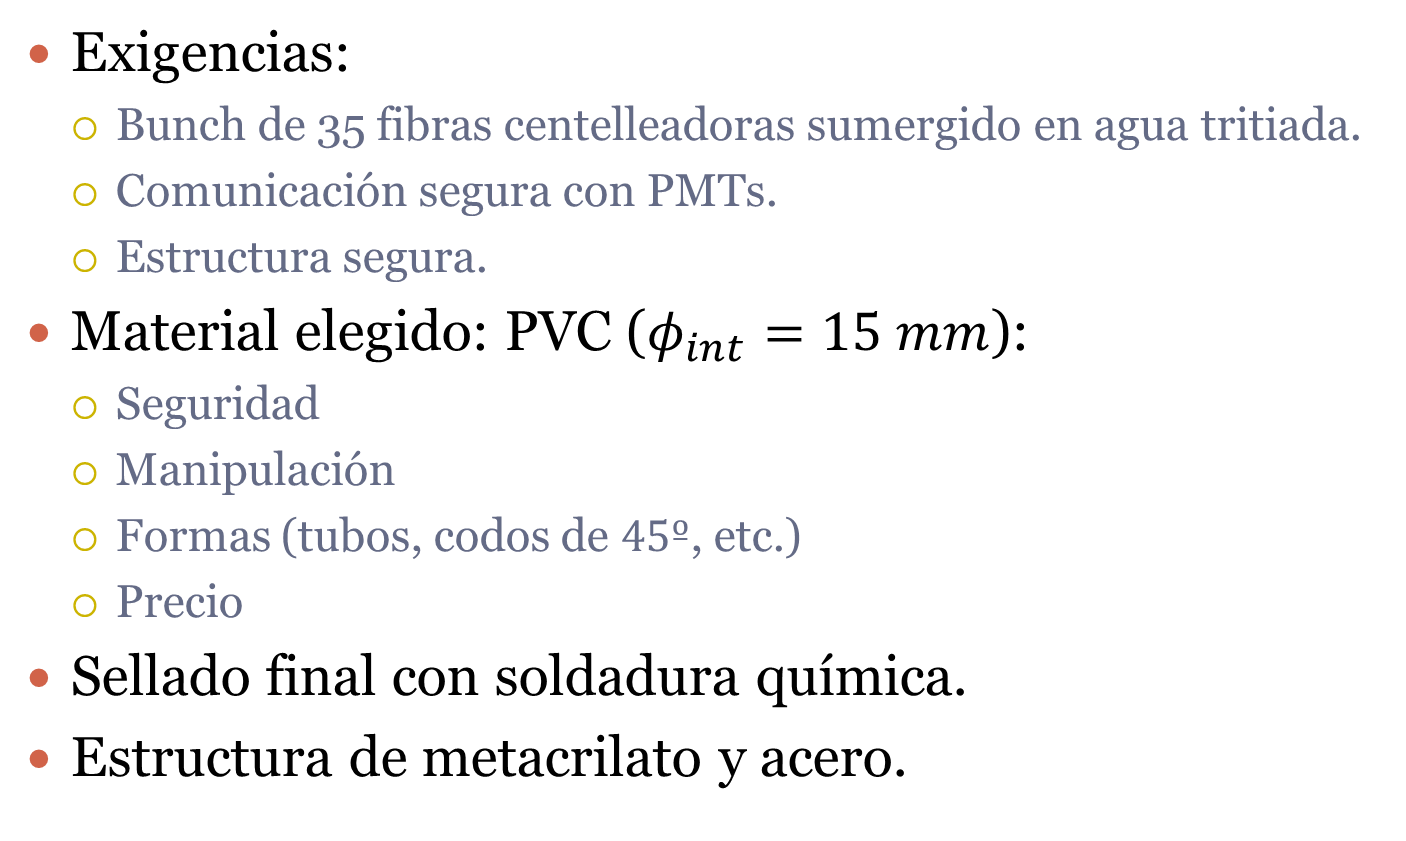 • Exigencias:
○ Bunch de 35 fibras centelleadoras sumergido en agua tritiada.
○ Comunicación segura con PMTs.
○ Estructura segura.
• Material elegido: PVC (𝜙𝑖𝑛𝑡 = 15 𝑚𝑚):
○ Seguridad
○ Manipulación
○ Formas (tubos, codos de 45º, etc.)
○ Precio
• Sellado final con soldadura química.
• Estructura de metacrilato y acero.